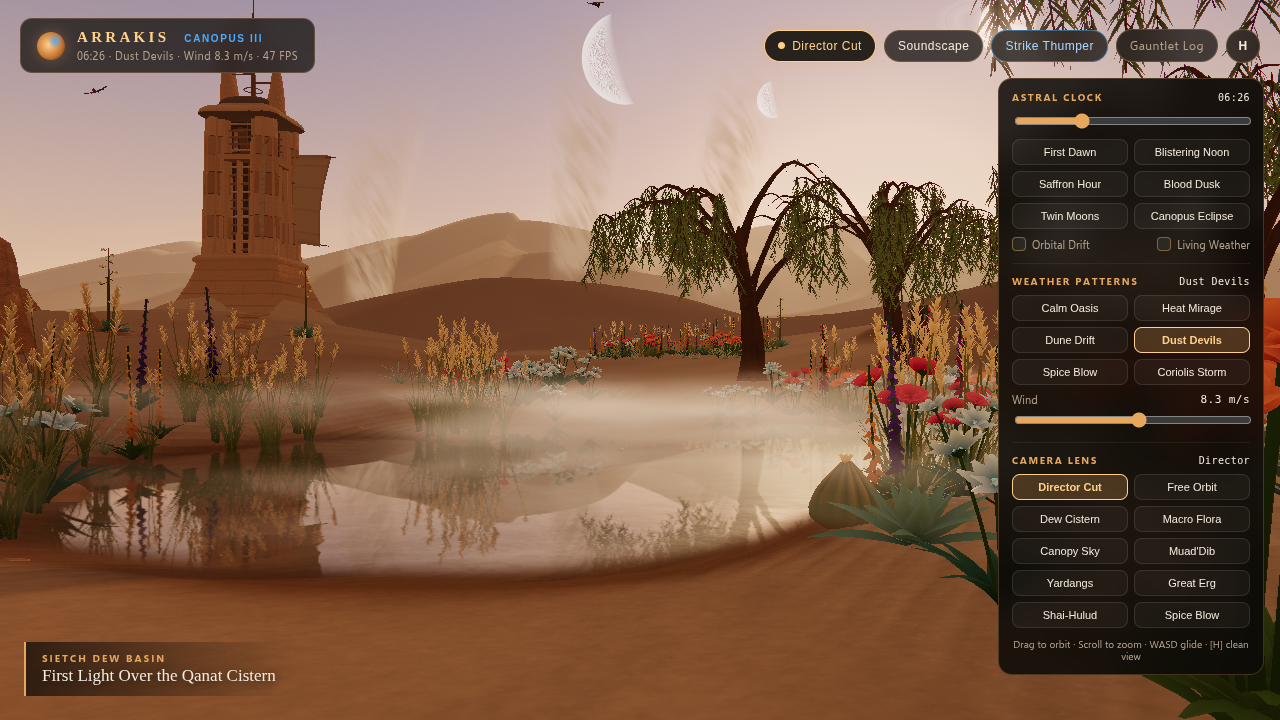 ARRAKIS CANOPUS III
06:26 · Dust Devils · Wind 8.3 m/s · 47 FPS
Director Cut
Soundscape
Strike Thumper
Gauntlet Log
H
ASTRAL CLOCK 06:26
First Dawn Blistering Noon
Saffron Hour Blood Dusk
Twin Moons Canopus Eclipse
Orbital Drift Living Weather
WEATHER PATTERNS Dust Devils
Calm Oasis Heat Mirage
Dune Drift Dust Devils
Spice Blow Coriolis Storm
Wind 8.3 m/s
CAMERA LENS Director
Director Cut Free Orbit
Dew Cistern Macro Flora
Canopy Sky Muad'Dib
Yardangs Great Erg
Shai-Hulud Spice Blow
Drag to orbit · Scroll to zoom · WASD glide · [H] clean
view
SIETCH DEW BASIN
First Light Over the Qanat Cistern